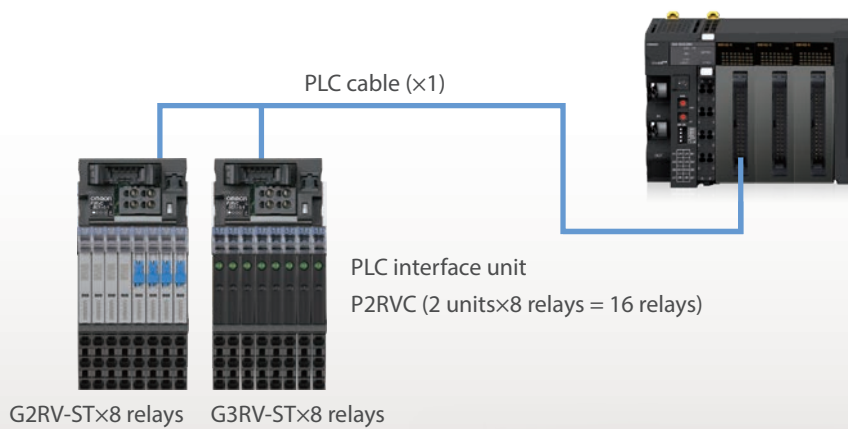 PLC cable (×1)
PLC interface unit
P2RVC (2 units×8 relays = 16 relays)
G2RV-ST×8 relays
G3RV-ST×8 relays